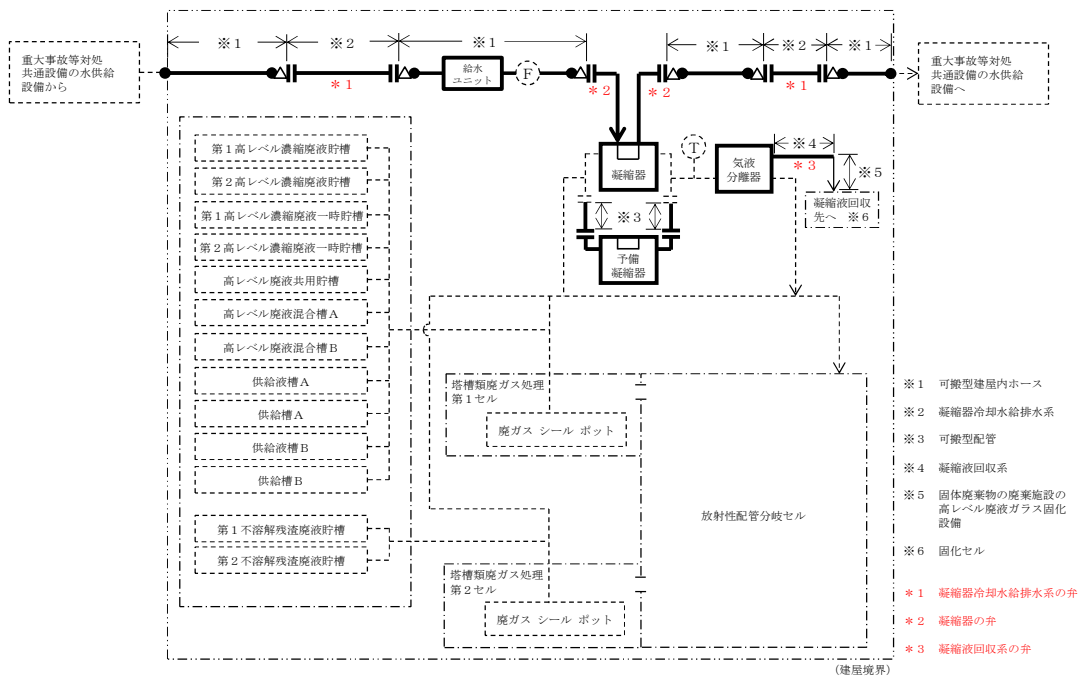 ※1
※2
※1
※1
※2
※1
重大事故等対処
共通設備の水供給
設備から
給水
ユニット
F
重大事故等対処
共通設備の水供給
設備へ
*1
*2
*2
*1
第1高レベル濃縮廃液貯槽
第2高レベル濃縮廃液貯槽
第1高レベル濃縮廃液一時貯槽
第2高レベル濃縮廃液一時貯槽
高レベル廃液共用貯槽
高レベル廃液混合槽A
高レベル廃液混合槽B
供給液槽A
供給槽A
供給液槽B
供給槽B
第1不溶解残渣廃液貯槽
第2不溶解残渣廃液貯槽
凝縮器
T
気液
分離器
※4
*3
※5
凝縮液回収
先へ ※6
※3
予備
凝縮器
塔槽類廃ガス処理
第1セル
廃ガス シール ポット
放射性配管分岐セル
塔槽類廃ガス処理
第2セル
廃ガス シール ポット
※1 可搬型建屋内ホース
※2 凝縮器冷却水給排水系
※3 可搬型配管
※4 凝縮液回収系
※5 固体廃棄物の廃棄施設の
高レベル廃液ガラス固化
設備
※6 固化セル
*1 凝縮器冷却水給排水系の弁
*2 凝縮器の弁
*3 凝縮液回収系の弁
(建屋境界)